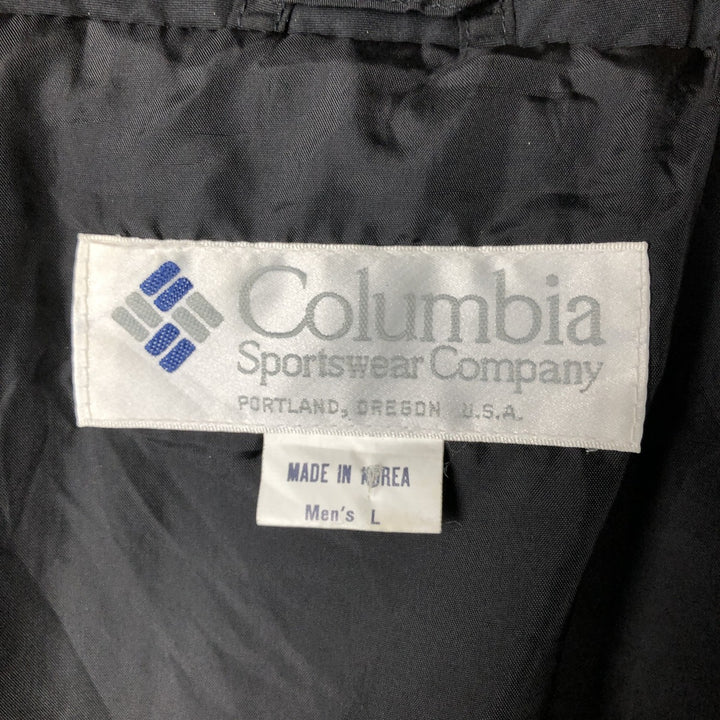 Columbia
Sportswear Company
PORTLAND, OREGON U.S.A.
MADE IN KOREA
Men's L